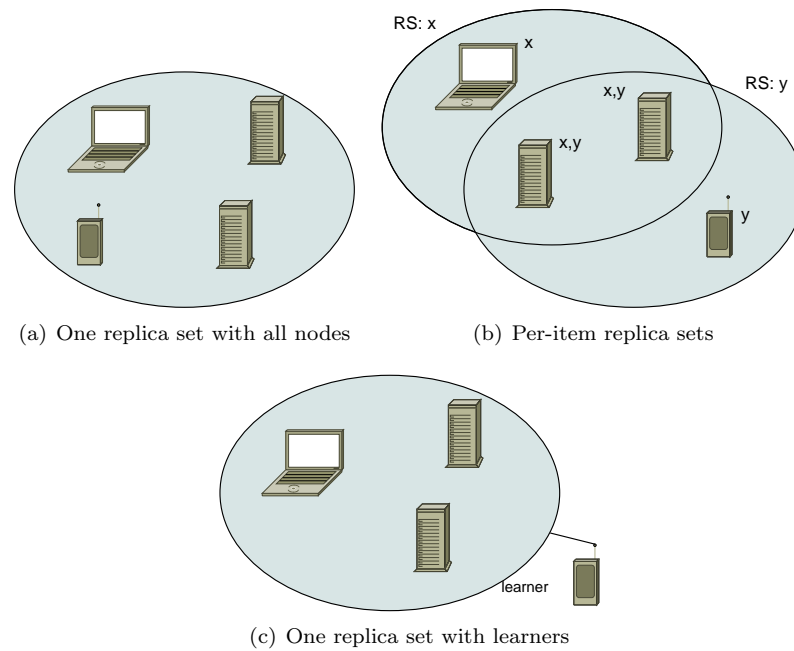 RS: x
x
RS: y
x,y
x,y
y
(a) One replica set with all nodes
(b) Per-item replica sets
learner
(c) One replica set with learners